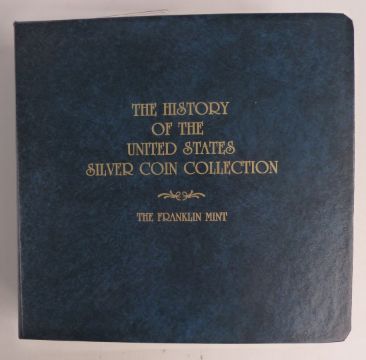 THE HISTORY
OF THE
UNITED STATES
SILVER COIN COLLECTION
THE FRANKLIN MINT